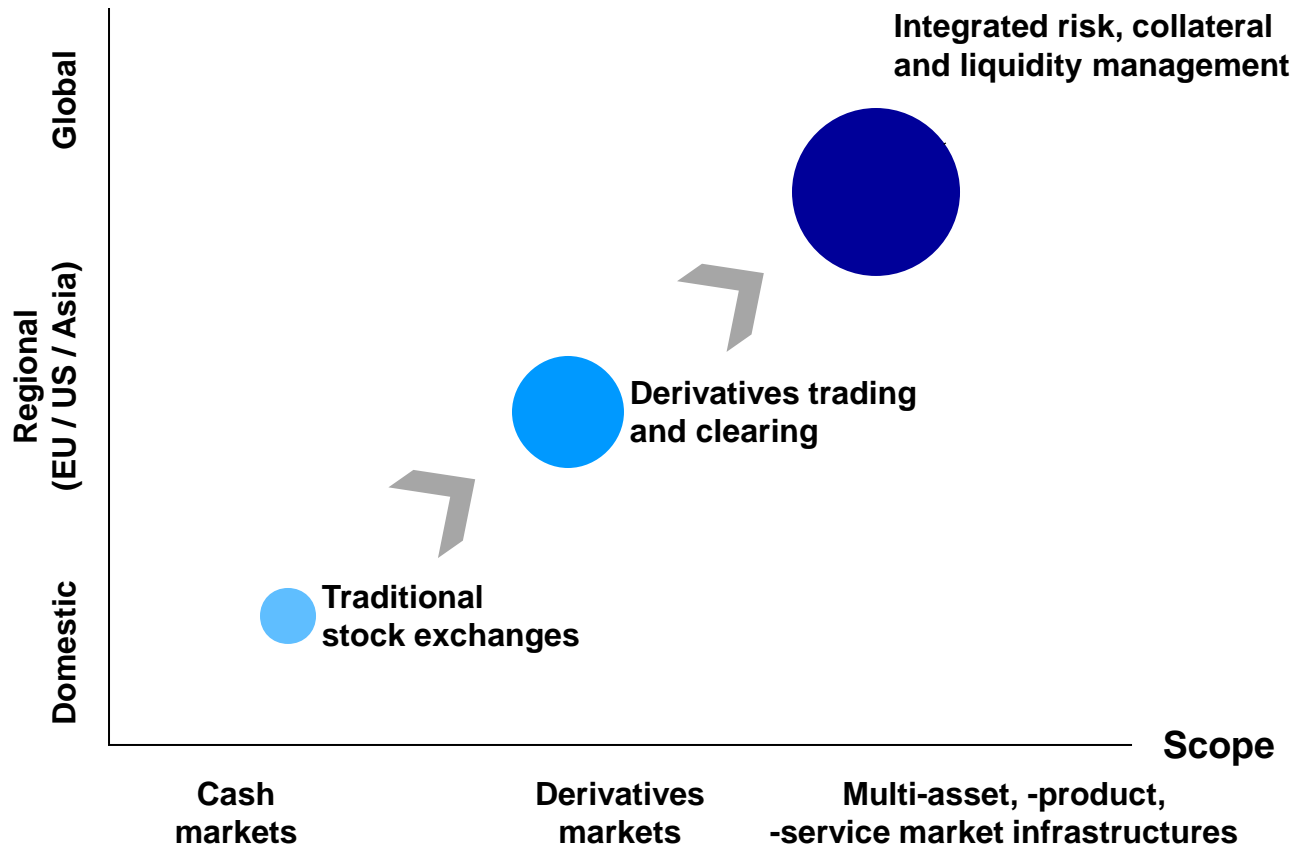 Integrated risk, collateral
and liquidity management
Global
Regional
(EU / US / Asia)
Derivatives trading
and clearing
Domestic
Traditional
stock exchanges
Scope
Cash
markets
Derivatives
markets
Multi-asset, -product,
-service market infrastructures